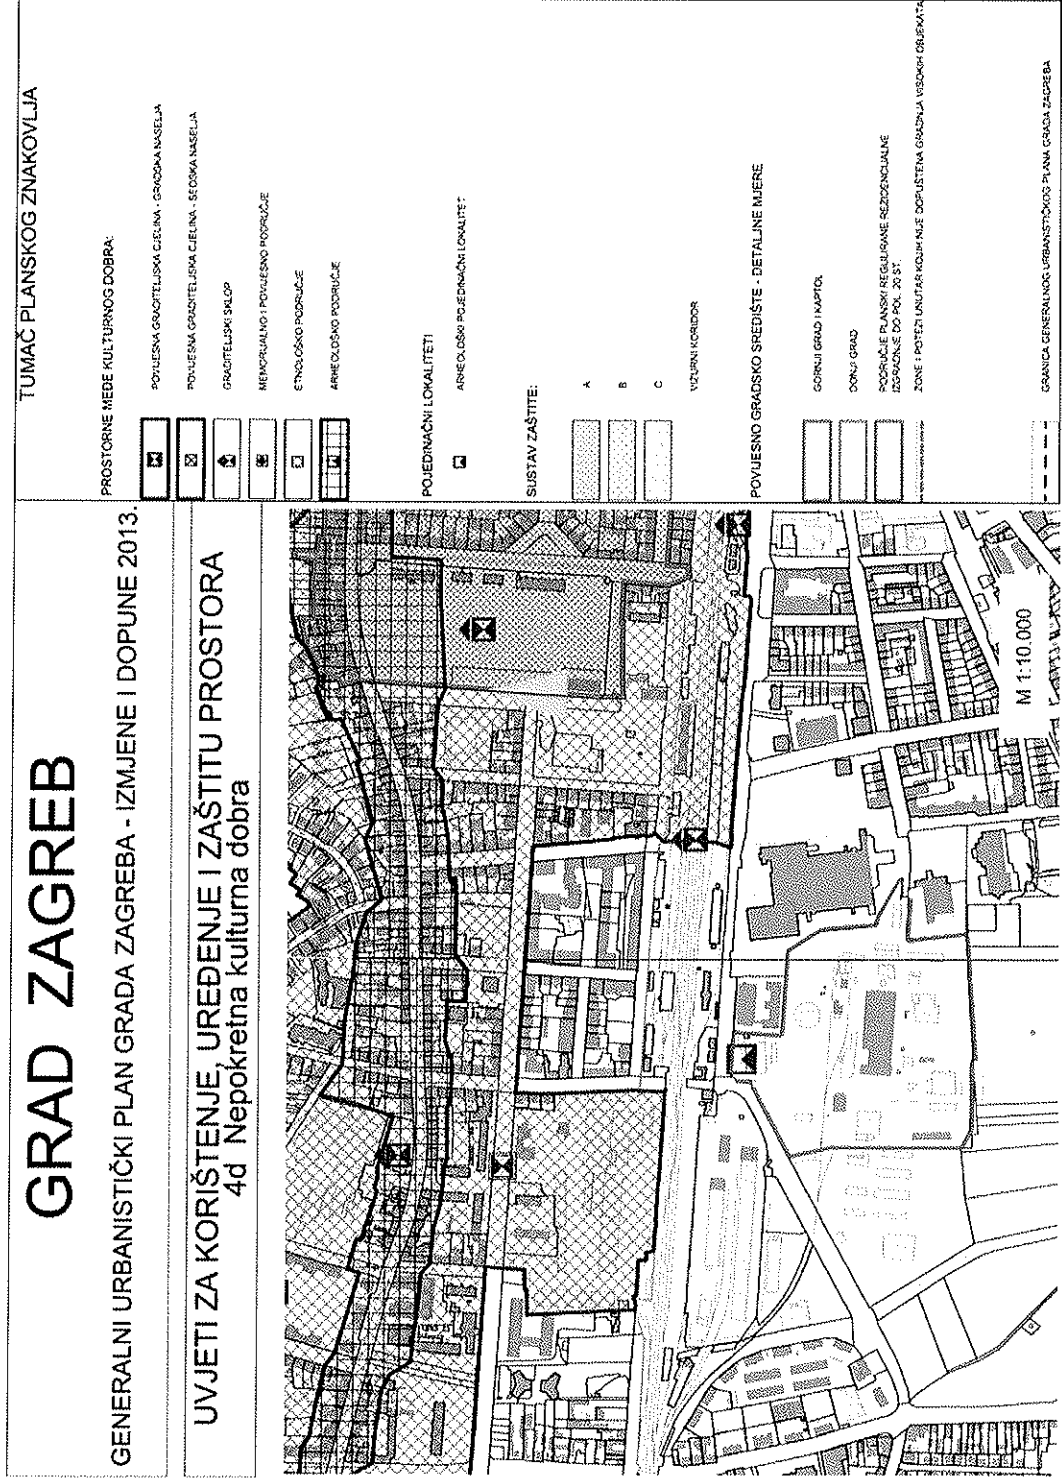 GRAD ZAGREB
GENERALNI URBANISTIČKI PLAN GRADA ZAGREBA - IZMJENE I DOPUNE 2013.
UVJETI ZA KORIŠTENJE, UREĐENJE I ZAŠTITU PROSTORA
4d Nepokretna kulturna dobra
M 1:10.000
TUMAČ PLANSKOG ZNAKOVLJA
PROSTORNE MEĐE KULTURNOG DOBRA:
POVIJESNA GRADITELJSKA CJELINA - GRADSKA NASELJA
POVIJESNA GRADITELJSKA CJELINA - SEOSKA NASELJA
GRADITELJSKI SKLOP
MEMORIJALNO I POVIJESNO PODRUČJE
ETNOLOŠKO PODRUČJE
ARHEOLOŠKO PODRUČJE
POJEDINAČNI LOKALITETI
ARHEOLOŠKI POJEDINAČNI LOKALITET
SUSTAV ZAŠTITE:
A
B
C
VIZURNI KORIDOR
POVIJESNO GRADSKO SREDIŠTE - DETALJNE MJERE
GORNJI GRAD I KAPTOL
DONJI GRAD
PODRUČJE PLANSKI REGULIRANE REZIDENCIJALNE
IZGRADNJE DO POL. 20 ST.
ZONE I POTEZI UNUTAR KOJIH NIJE DOPUŠTENA GRADNJA VISOKIH OBJEKATA
GRANICA GENERALNOG URBANISTIČKOG PLANA GRADA ZAGREBA